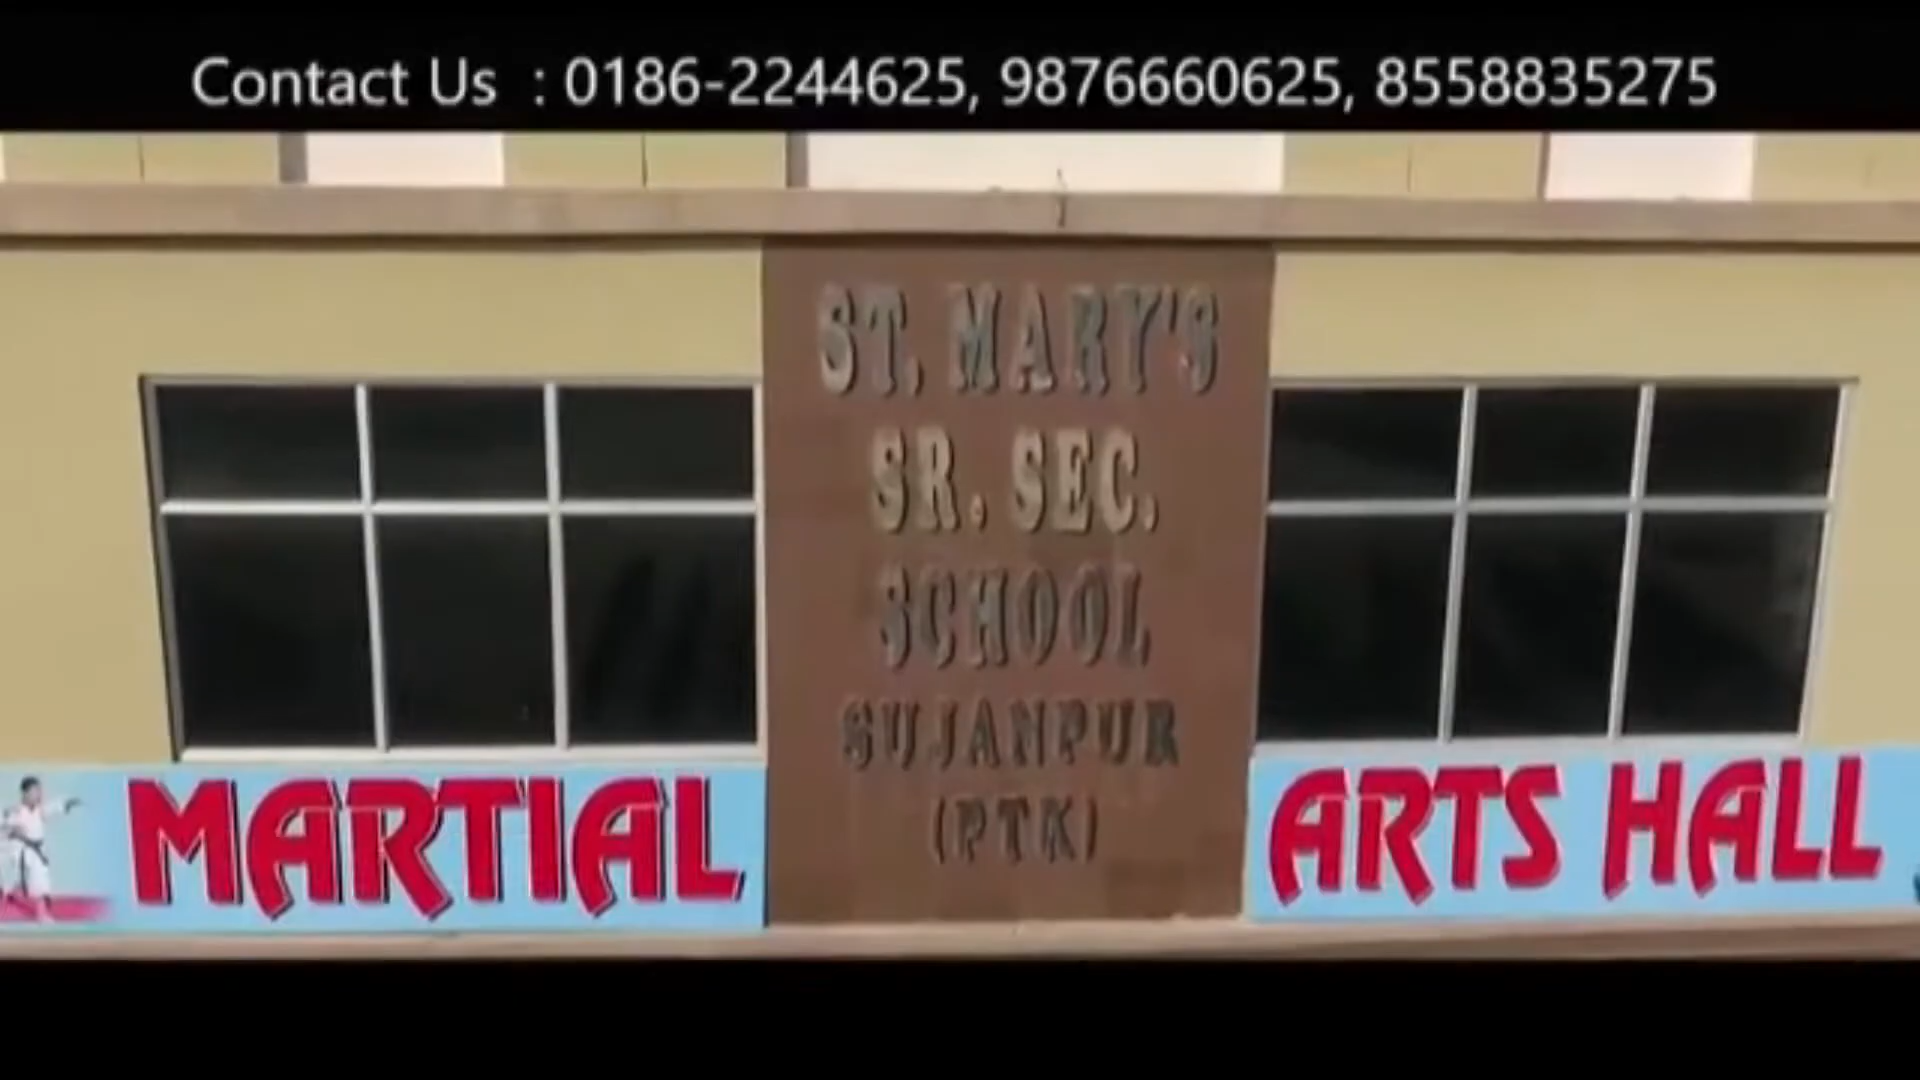 Contact Us : 0186-2244625, 9876660625, 8558835275
ST. MARY'S
SR. SEC.
SCHOOL
SUJANPUR
(PTK)
MARTIAL ARTS HALL